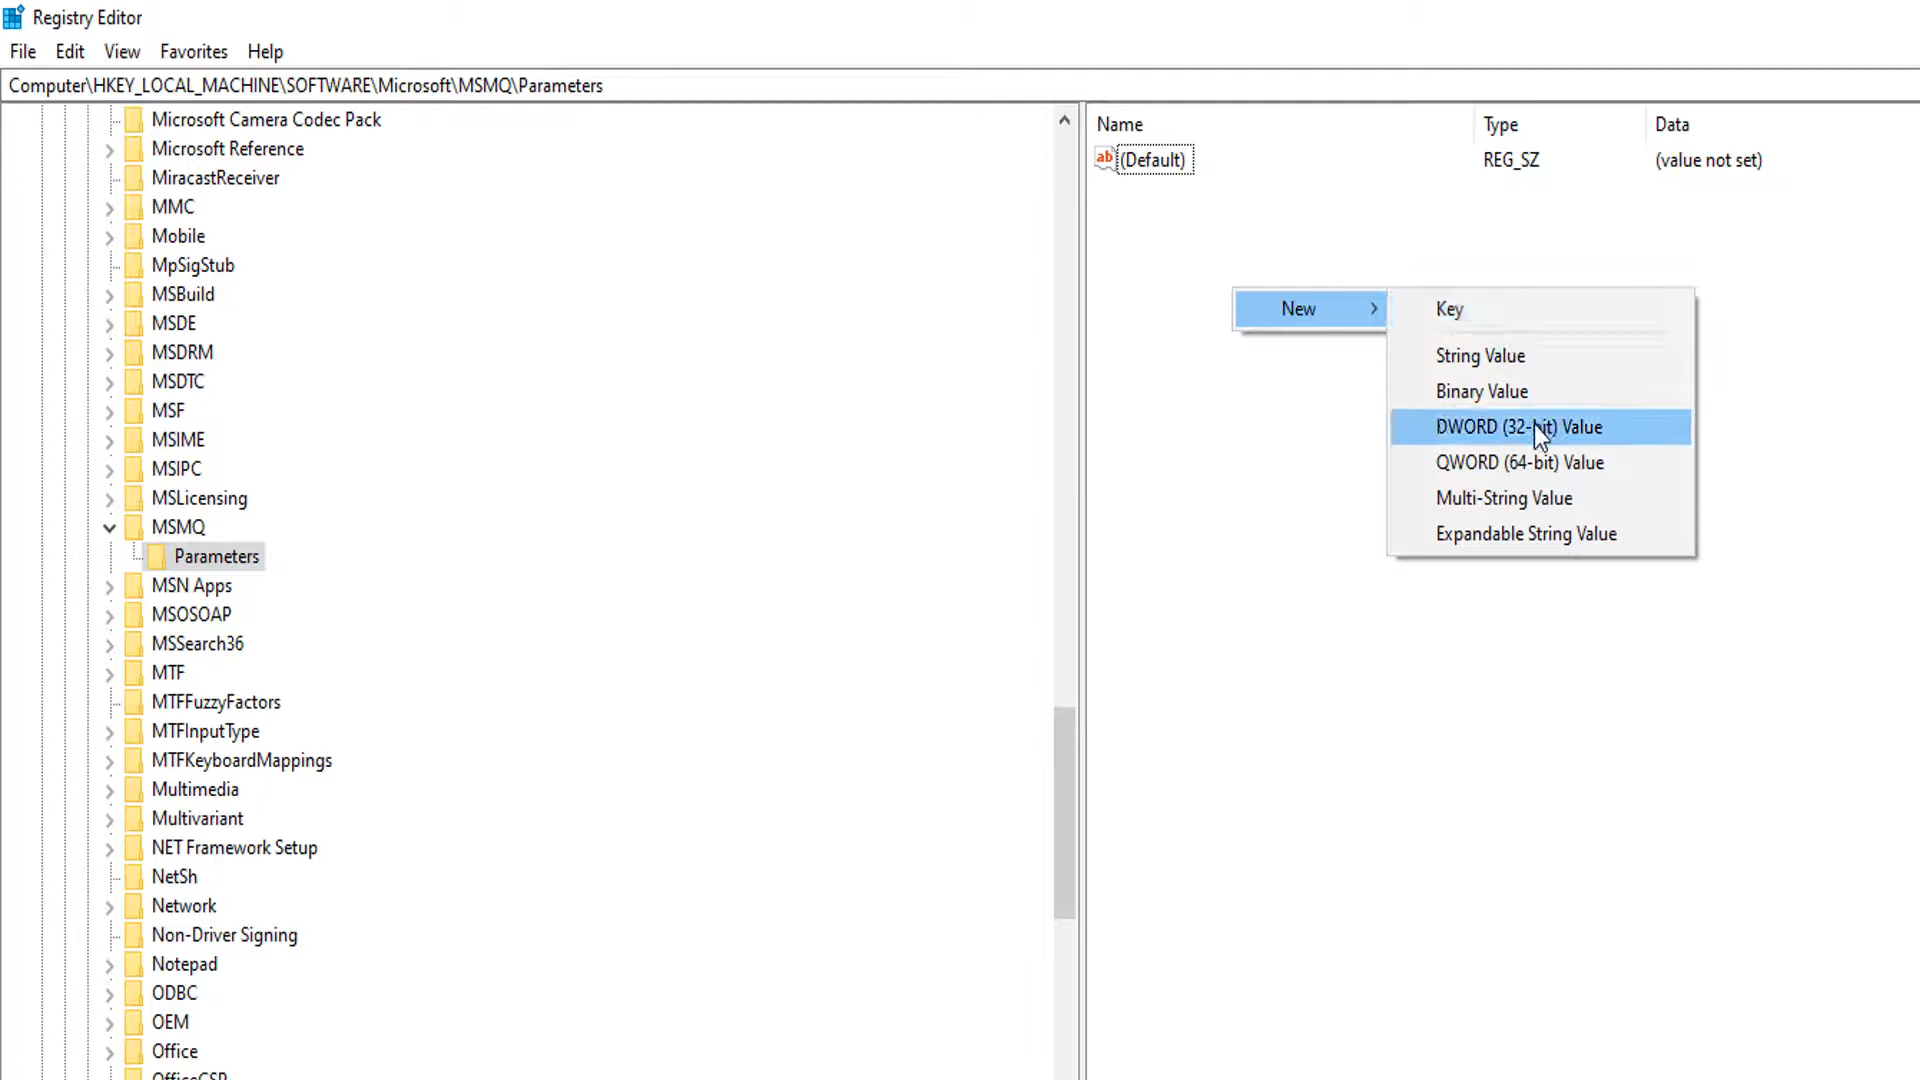 Registry Editor
File Edit View Favorites Help
Computer\HKEY_LOCAL_MACHINE\SOFTWARE\Microsoft\MSMQ\Parameters
Microsoft Camera Codec Pack
Microsoft Reference
MiracastReceiver
MMC
Mobile
MpSigStub
MSBuild
MSDE
MSDRM
MSDTC
MSF
MSIME
MSIPC
MSLicensing
MSMQ
Parameters
MSN Apps
MSOSOAP
MSSearch36
MTF
MTFFuzzyFactors
MTFInputType
MTFKeyboardMappings
Multimedia
Multivariant
NET Framework Setup
NetSh
Network
Non-Driver Signing
Notepad
ODBC
OEM
Office
OfficeCSP
Name Type Data
ab (Default) REG_SZ (value not set)
New
Key
String Value
Binary Value
DWORD (32-bit) Value
QWORD (64-bit) Value
Multi-String Value
Expandable String Value